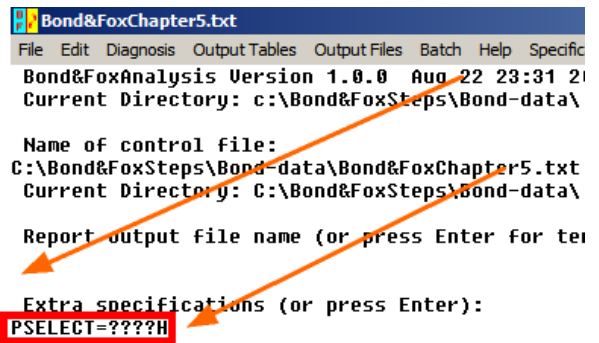 Bond&FoxChapter5.txt
File Edit Diagnosis Output Tables Output Files Batch Help Specific
Bond&FoxAnalysis Version 1.0.0 Aug 22 23:31
Current Directory: c:\Bond&FoxSteps\Bond-data\
Name of control file:
C:\Bond&FoxSteps\Bond-data\Bond&FoxChapter5.txt
Current Directory: C:\Bond&FoxSteps\Bond-data\
Report output file name (or press Enter for
Extra specifications (or press Enter):
PSELECT=????H